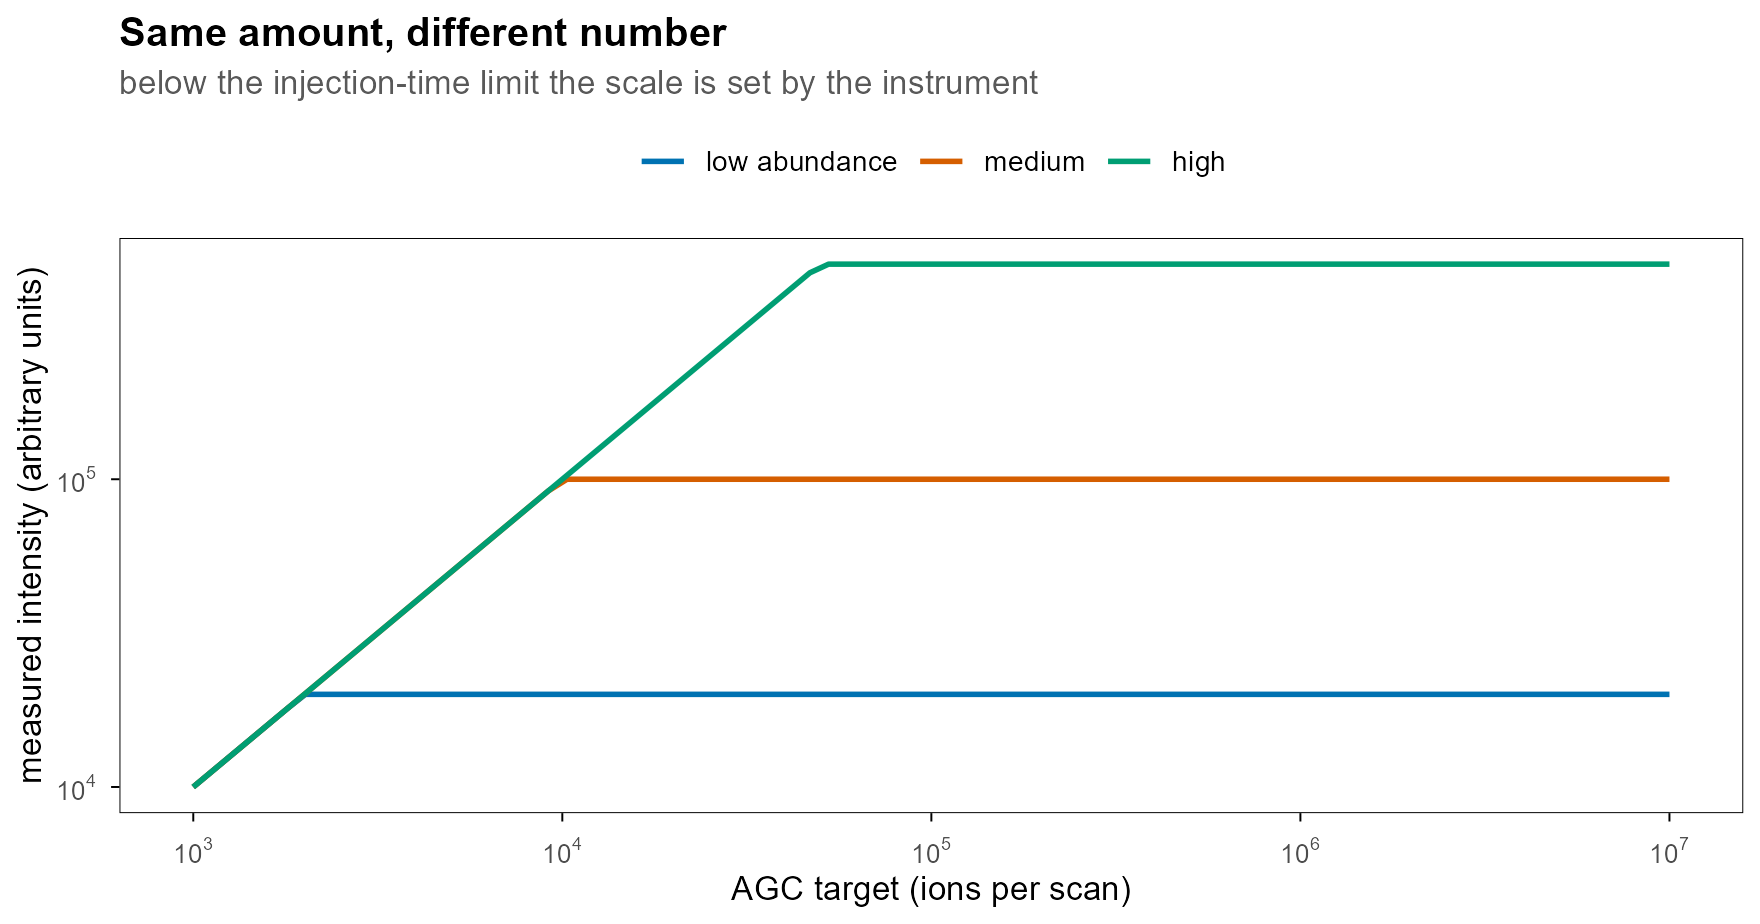 Same amount, different number
below the injection-time limit the scale is set by the instrument
low abundance medium high
measured intensity (arbitrary units)
10⁵
10⁴
10³ 10⁴ 10⁵ 10⁶ 10⁷
AGC target (ions per scan)